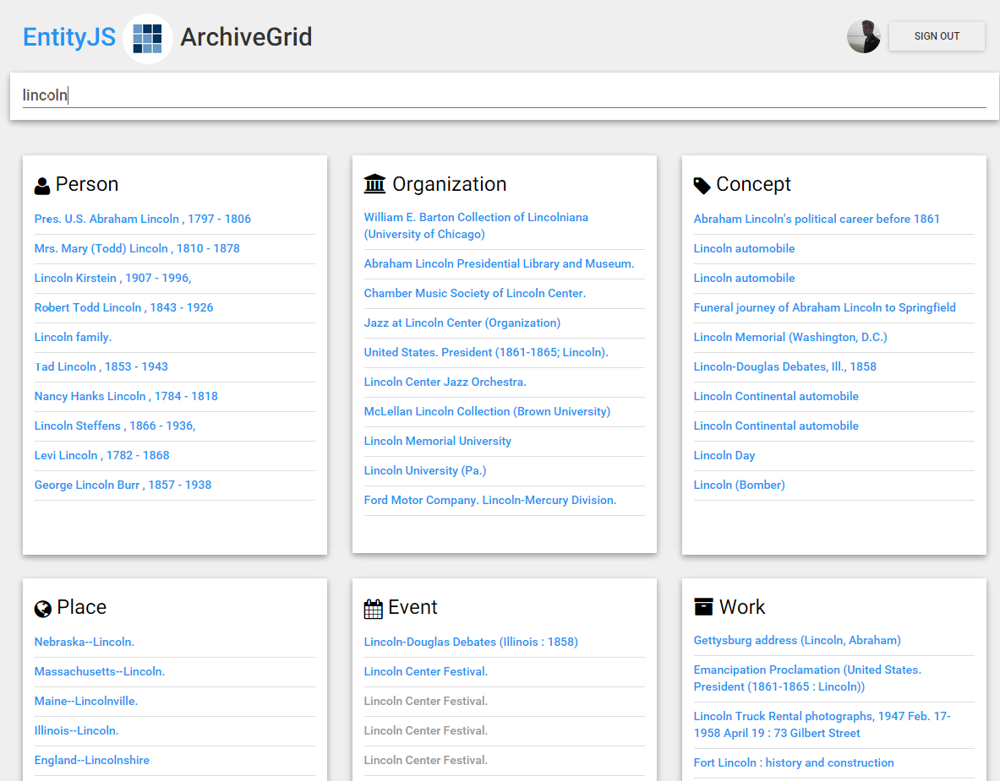 EntityJS ArchiveGrid
SIGN OUT
lincoln
Person
Pres. U.S. Abraham Lincoln , 1797 - 1806
Mrs. Mary (Todd) Lincoln , 1810 - 1878
Lincoln Kirstein , 1907 - 1996,
Robert Todd Lincoln , 1843 - 1926
Lincoln family.
Tad Lincoln , 1853 - 1943
Nancy Hanks Lincoln , 1784 - 1818
Lincoln Steffens , 1866 - 1936,
Levi Lincoln , 1782 - 1868
George Lincoln Burr , 1857 - 1938
Organization
William E. Barton Collection of Lincolniana
(University of Chicago)
Abraham Lincoln Presidential Library and Museum.
Chamber Music Society of Lincoln Center.
Jazz at Lincoln Center (Organization)
United States. President (1861-1865; Lincoln).
Lincoln Center Jazz Orchestra.
McLellan Lincoln Collection (Brown University)
Lincoln Memorial University
Lincoln University (Pa.)
Ford Motor Company. Lincoln-Mercury Division.
Concept
Abraham Lincoln's political career before 1861
Lincoln automobile
Lincoln automobile
Funeral journey of Abraham Lincoln to Springfield
Lincoln Memorial (Washington, D.C.)
Lincoln-Douglas Debates, Ill., 1858
Lincoln Continental automobile
Lincoln Continental automobile
Lincoln Day
Lincoln (Bomber)
Place
Nebraska--Lincoln.
Massachusetts--Lincoln.
Maine--Lincolnville.
Illinois--Lincoln.
England--Lincolnshire
Event
Lincoln-Douglas Debates (Illinois : 1858)
Lincoln Center Festival.
Lincoln Center Festival.
Lincoln Center Festival.
Lincoln Center Festival.
Work
Gettysburg address (Lincoln, Abraham)
Emancipation Proclamation (United States.
President (1861-1865 : Lincoln))
Lincoln Truck Rental photographs, 1947 Feb. 17-
1958 April 19 : 73 Gilbert Street
Fort Lincoln : history and construction